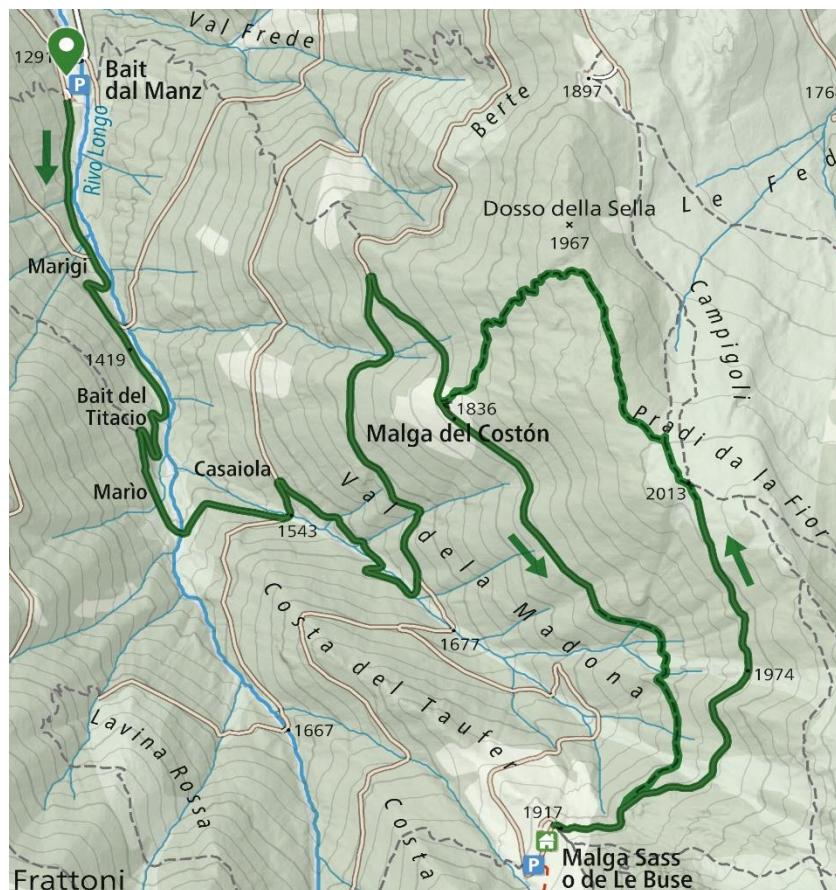 Val Frede
1291
P
Bait
dal Manz
Rivo Longo
Berte
1897
176
Le Fed
Dosso della Sella
1967
Marigi
Campigoli
1419
Bait del
Titacio
1836
Malga del Costón
Pradi da la Fior
Casaiola
Marìo
2013
1543
Val dela Madona
1677
1974
Costa del Taufer
Lavina Rossa
1667
Costa
1917
P
Malga Sass
o de Le Buse
Frattoni